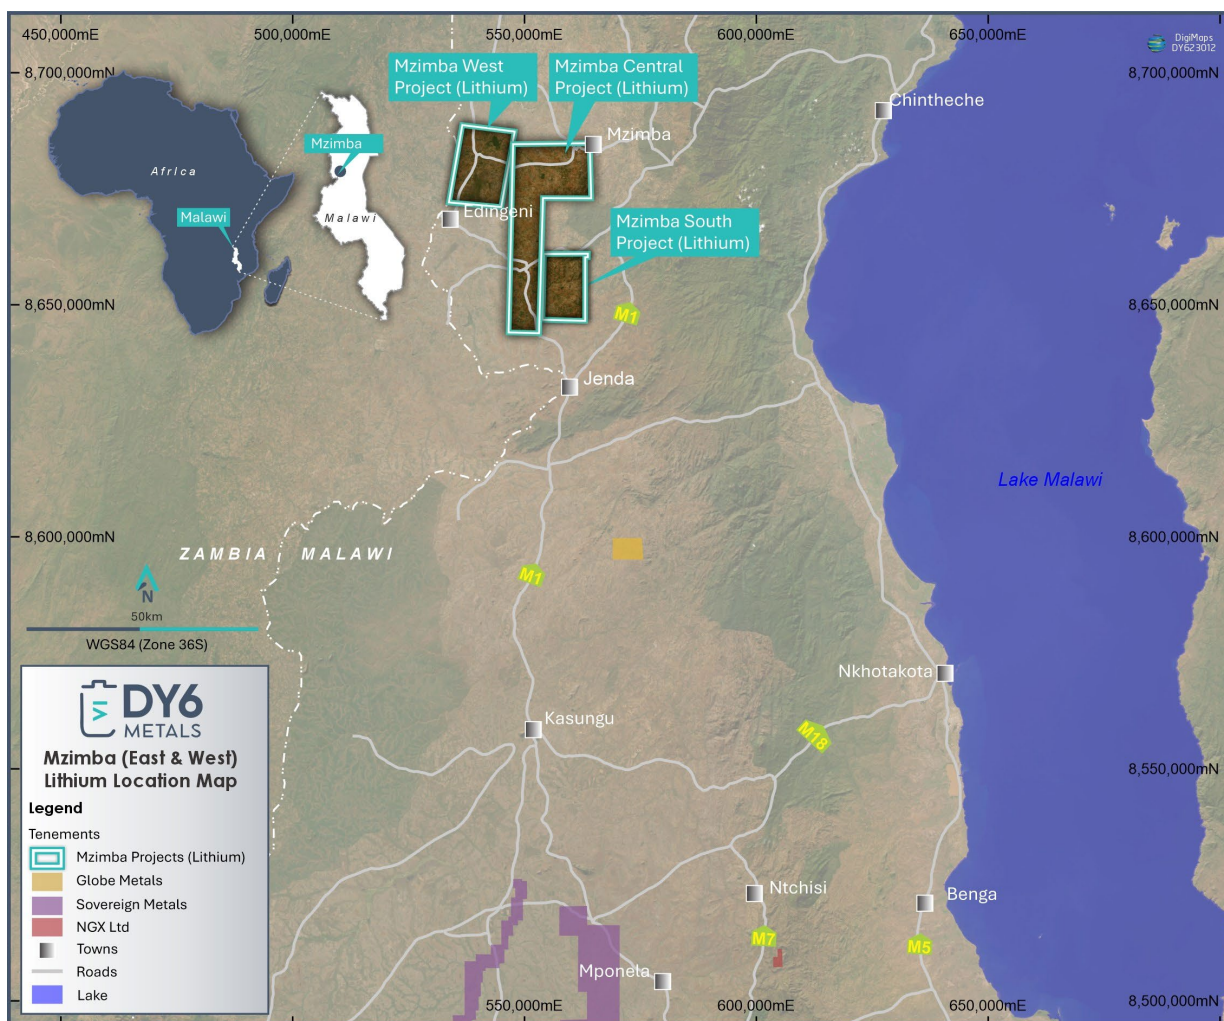 450,000mE
500,000mE
550,000mE
600,000mE
650,000mE
DigiMaps
DY623012
8,700,000mN
8,700,000mN
Mzimba West
Project (Lithium)
Mzimba Central
Project (Lithium)
Chintheche
Mzimba
Mzimba
Africa
Malawi
Malawi
Edingeni
Mzimba South
Project (Lithium)
8,650,000mN
8,650,000mN
M1
Jenda
Lake Malawi
8,600,000mN
8,600,000mN
ZAMBIA
MALAWI
M1
N
50km
WGS84 (Zone 36S)
Nkhotakota
DY6
METALS
Kasungu
M18
Mzimba (East & West)
Lithium Location Map
8,550,000mN
Legend
Tenements
Mzimba Projects (Lithium)
Globe Metals
Sovereign Metals
NGX Ltd
Towns
Roads
Lake
Ntchisi
Benga
M7
M5
Mponela
550,000mE
600,000mE
650,000mE
8,500,000mN